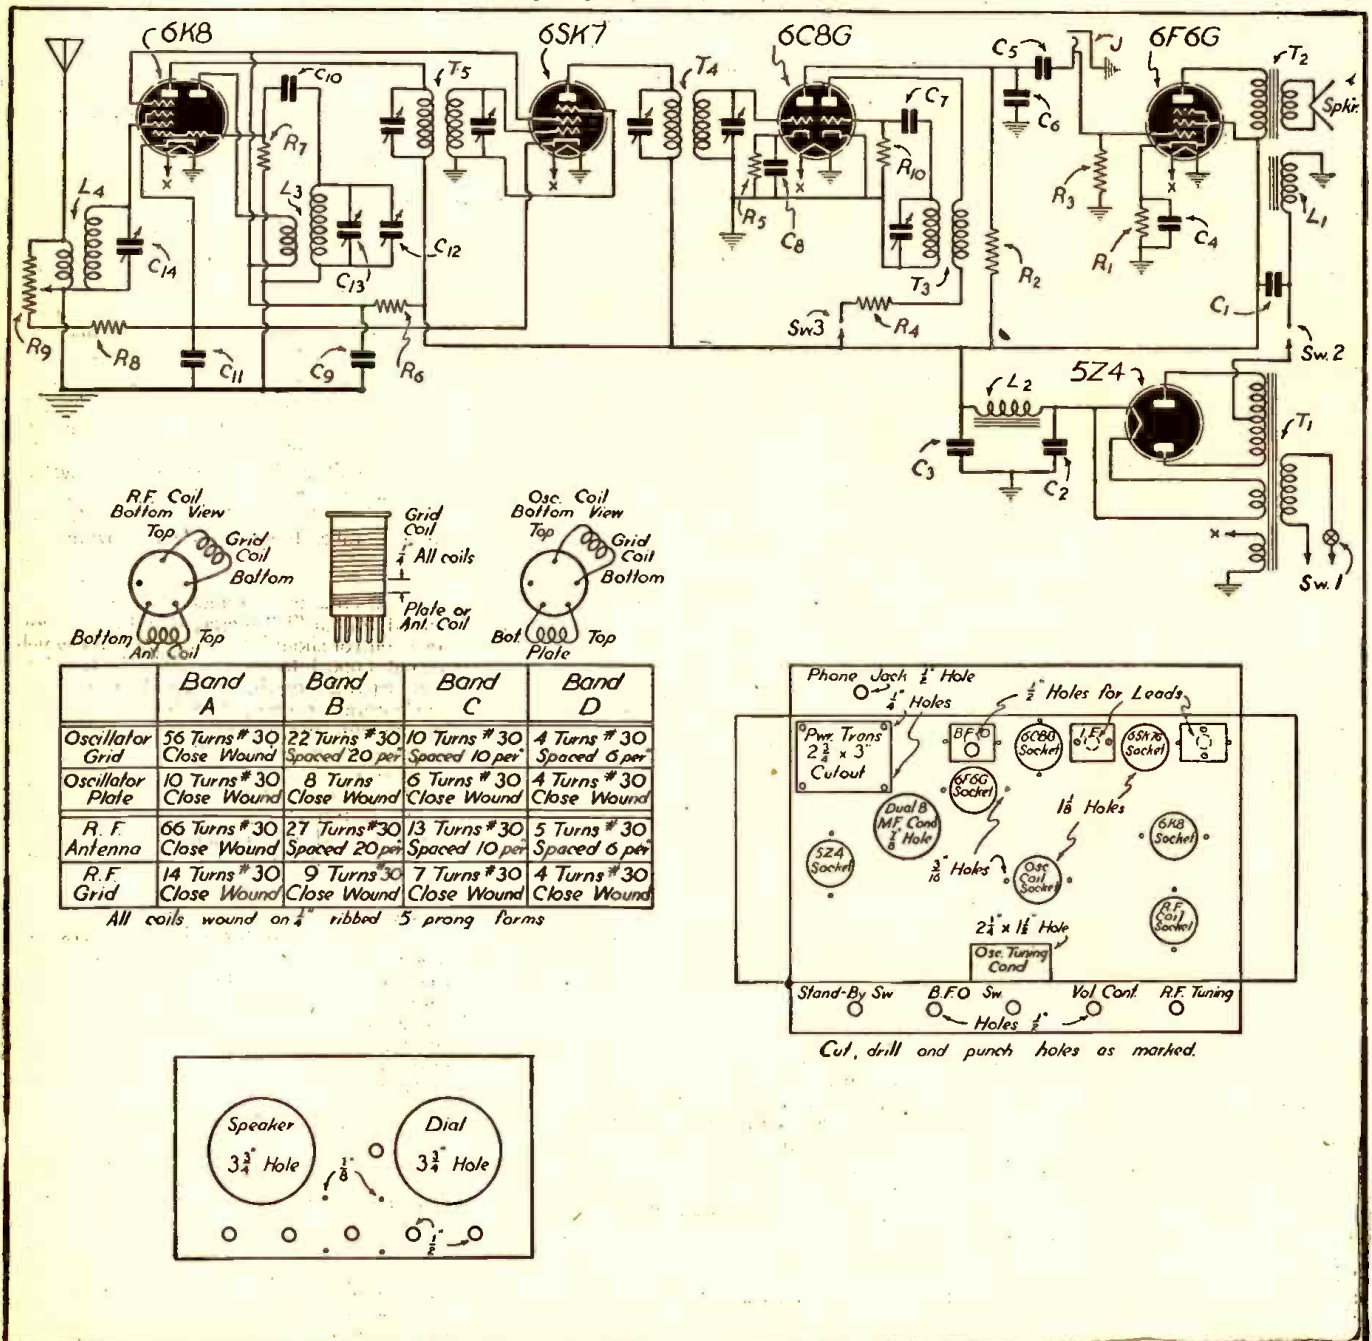 6K8
6SK7
6C8G
6F6G
C10
T5
T4
C7
C5
J
T2
C6
Spkr.
R7
L4
L3
R10
R3
L1
R5
C8
R1
C4
C14
C13
C12
T3
R2
C1
Sw3
R4
R9
R8
C11
C9
R6
Sw.2
5Z4
L2
T1
C3
C2
x
Sw.1
R.F. Coil
Bottom View
Top
Grid
Coil
Bottom
Bottom
Top
Ant. Coil
Grid
Coil
1/4"
All coils
Plate or
Ant. Coil
Osc. Coil
Bottom View
Top
Grid
Coil
Bottom
Bot.
Top
Plate
Band A
Band B
Band C
Band D
Oscillator Grid
56 Turns #30 Close Wound
22 Turns #30 Spaced 20 per"
10 Turns #30 Spaced 10 per"
4 Turns #30 Spaced 6 per"
Oscillator Plate
10 Turns #30 Close Wound
8 Turns Close Wound
6 Turns #30 Close Wound
4 Turns #30 Close Wound
R. F. Antenna
66 Turns #30 Close Wound
27 Turns #30 Spaced 20 per"
13 Turns #30 Spaced 10 per"
5 Turns #30 Spaced 6 per"
R. F. Grid
14 Turns #30 Close Wound
9 Turns #30 Close Wound
7 Turns #30 Close Wound
4 Turns #30 Close Wound
All coils wound on 1/4" ribbed 5 prong forms
Phone Jack 1/2" Hole
1/4" Holes
1/2" Holes for Leads
Pwr. Trans
2 3/4 x 3"
Cutout
B F O
6C8G
Socket
I.F.
Socket
6F6G
Socket
Dual 8
MF. Cond
Hole
1 1/8 Holes
6K8
Socket
5Z4
Socket
3/16 Holes
Osc
Coil
Socket
R.F.
Coil
Socket
2 1/4 x 1 1/2 Hole
Osc. Tuning
Cond
Stand-By Sw
B.F.O Sw
Vol Cont.
R.F. Tuning
Holes 1/2"
Cut, drill and punch holes as marked.
Speaker
3 3/4" Hole
Dial
3 3/4" Hole
1/8"
1/2"